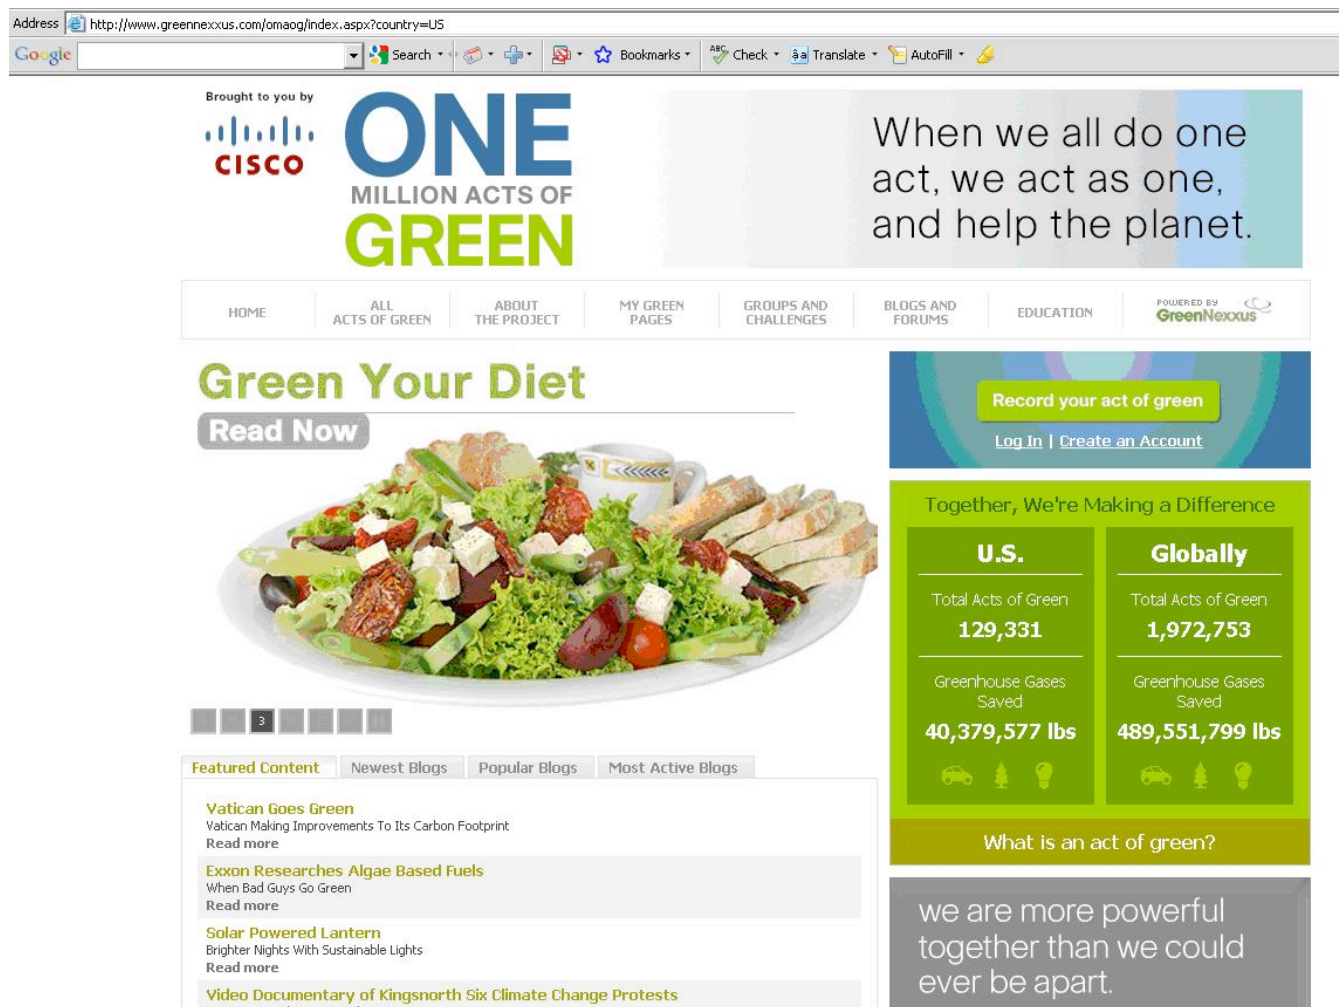 Address http://www.greennexxus.com/omaog/index.aspx?country=US
Google Search Bookmarks ABC Check âa Translate AutoFill
Brought to you by
CISCO
ONE
MILLION ACTS OF
GREEN
When we all do one
act, we act as one,
and help the planet.
HOME
ALL
ACTS OF GREEN
ABOUT
THE PROJECT
MY GREEN
PAGES
GROUPS AND
CHALLENGES
BLOGS AND
FORUMS
EDUCATION
POWERED BY
GreenNexxus
Green Your Diet
Read Now
3
Record your act of green
Log In | Create an Account
Together, We're Making a Difference
U.S.
Total Acts of Green
129,331
Greenhouse Gases
Saved
40,379,577 lbs
Globally
Total Acts of Green
1,972,753
Greenhouse Gases
Saved
489,551,799 lbs
What is an act of green?
Featured Content Newest Blogs Popular Blogs Most Active Blogs
Vatican Goes Green
Vatican Making Improvements To Its Carbon Footprint
Read more
Exxon Researches Algae Based Fuels
When Bad Guys Go Green
Read more
Solar Powered Lantern
Brighter Nights With Sustainable Lights
Read more
Video Documentary of Kingsnorth Six Climate Change Protests
we are more powerful
together than we could
ever be apart.